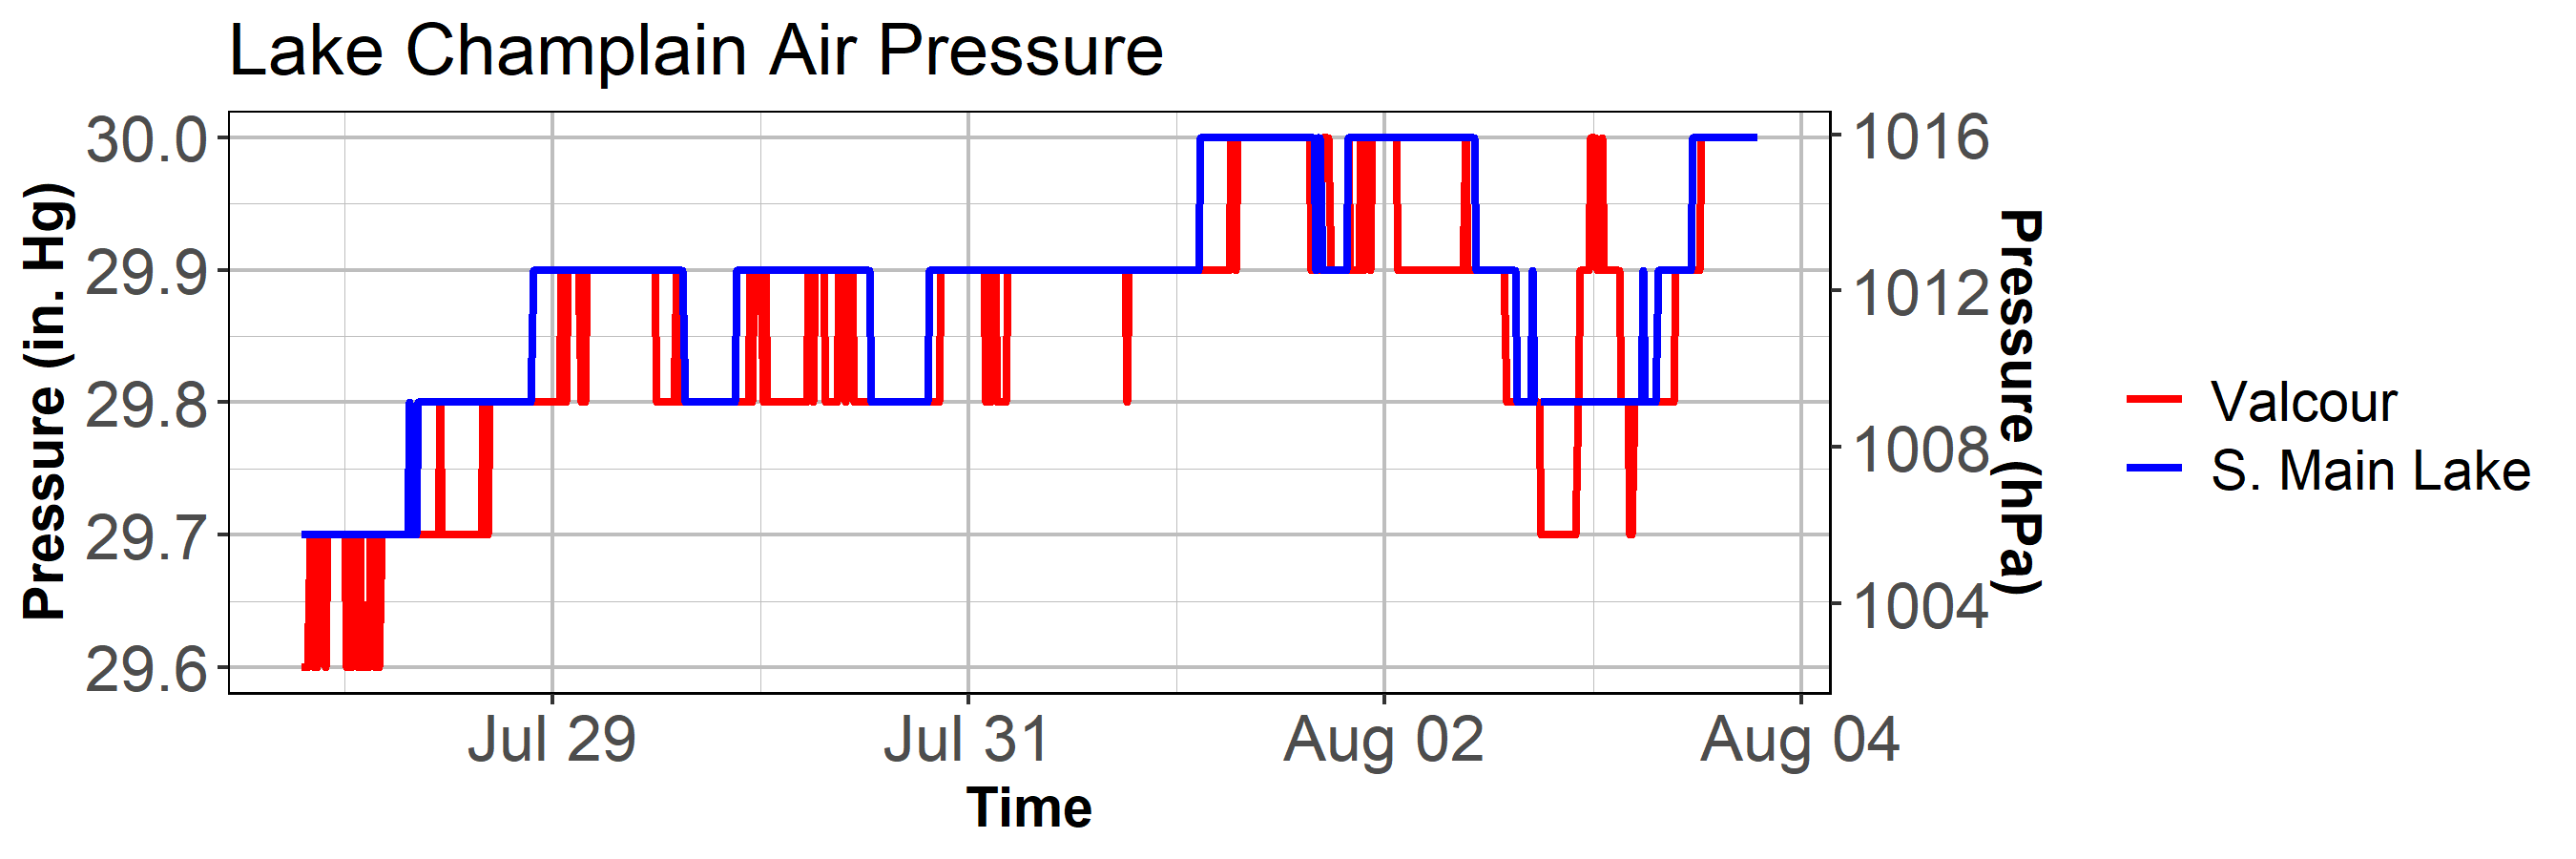 Lake Champlain Air Pressure
Pressure (in. Hg)
30.0
29.9
29.8
29.7
29.6
1016
1012
1008
1004
Pressure (hPa)
Jul 29
Jul 31
Aug 02
Aug 04
Time
Valcour
S. Main Lake